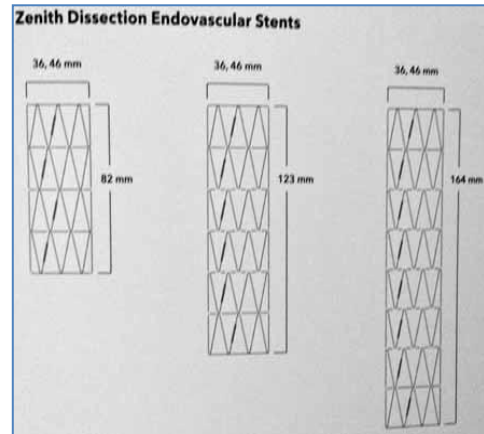 Zenith Dissection Endovascular Stents
36, 46 mm
36, 46 mm
36, 46 mm
82 mm
123 mm
164 mm